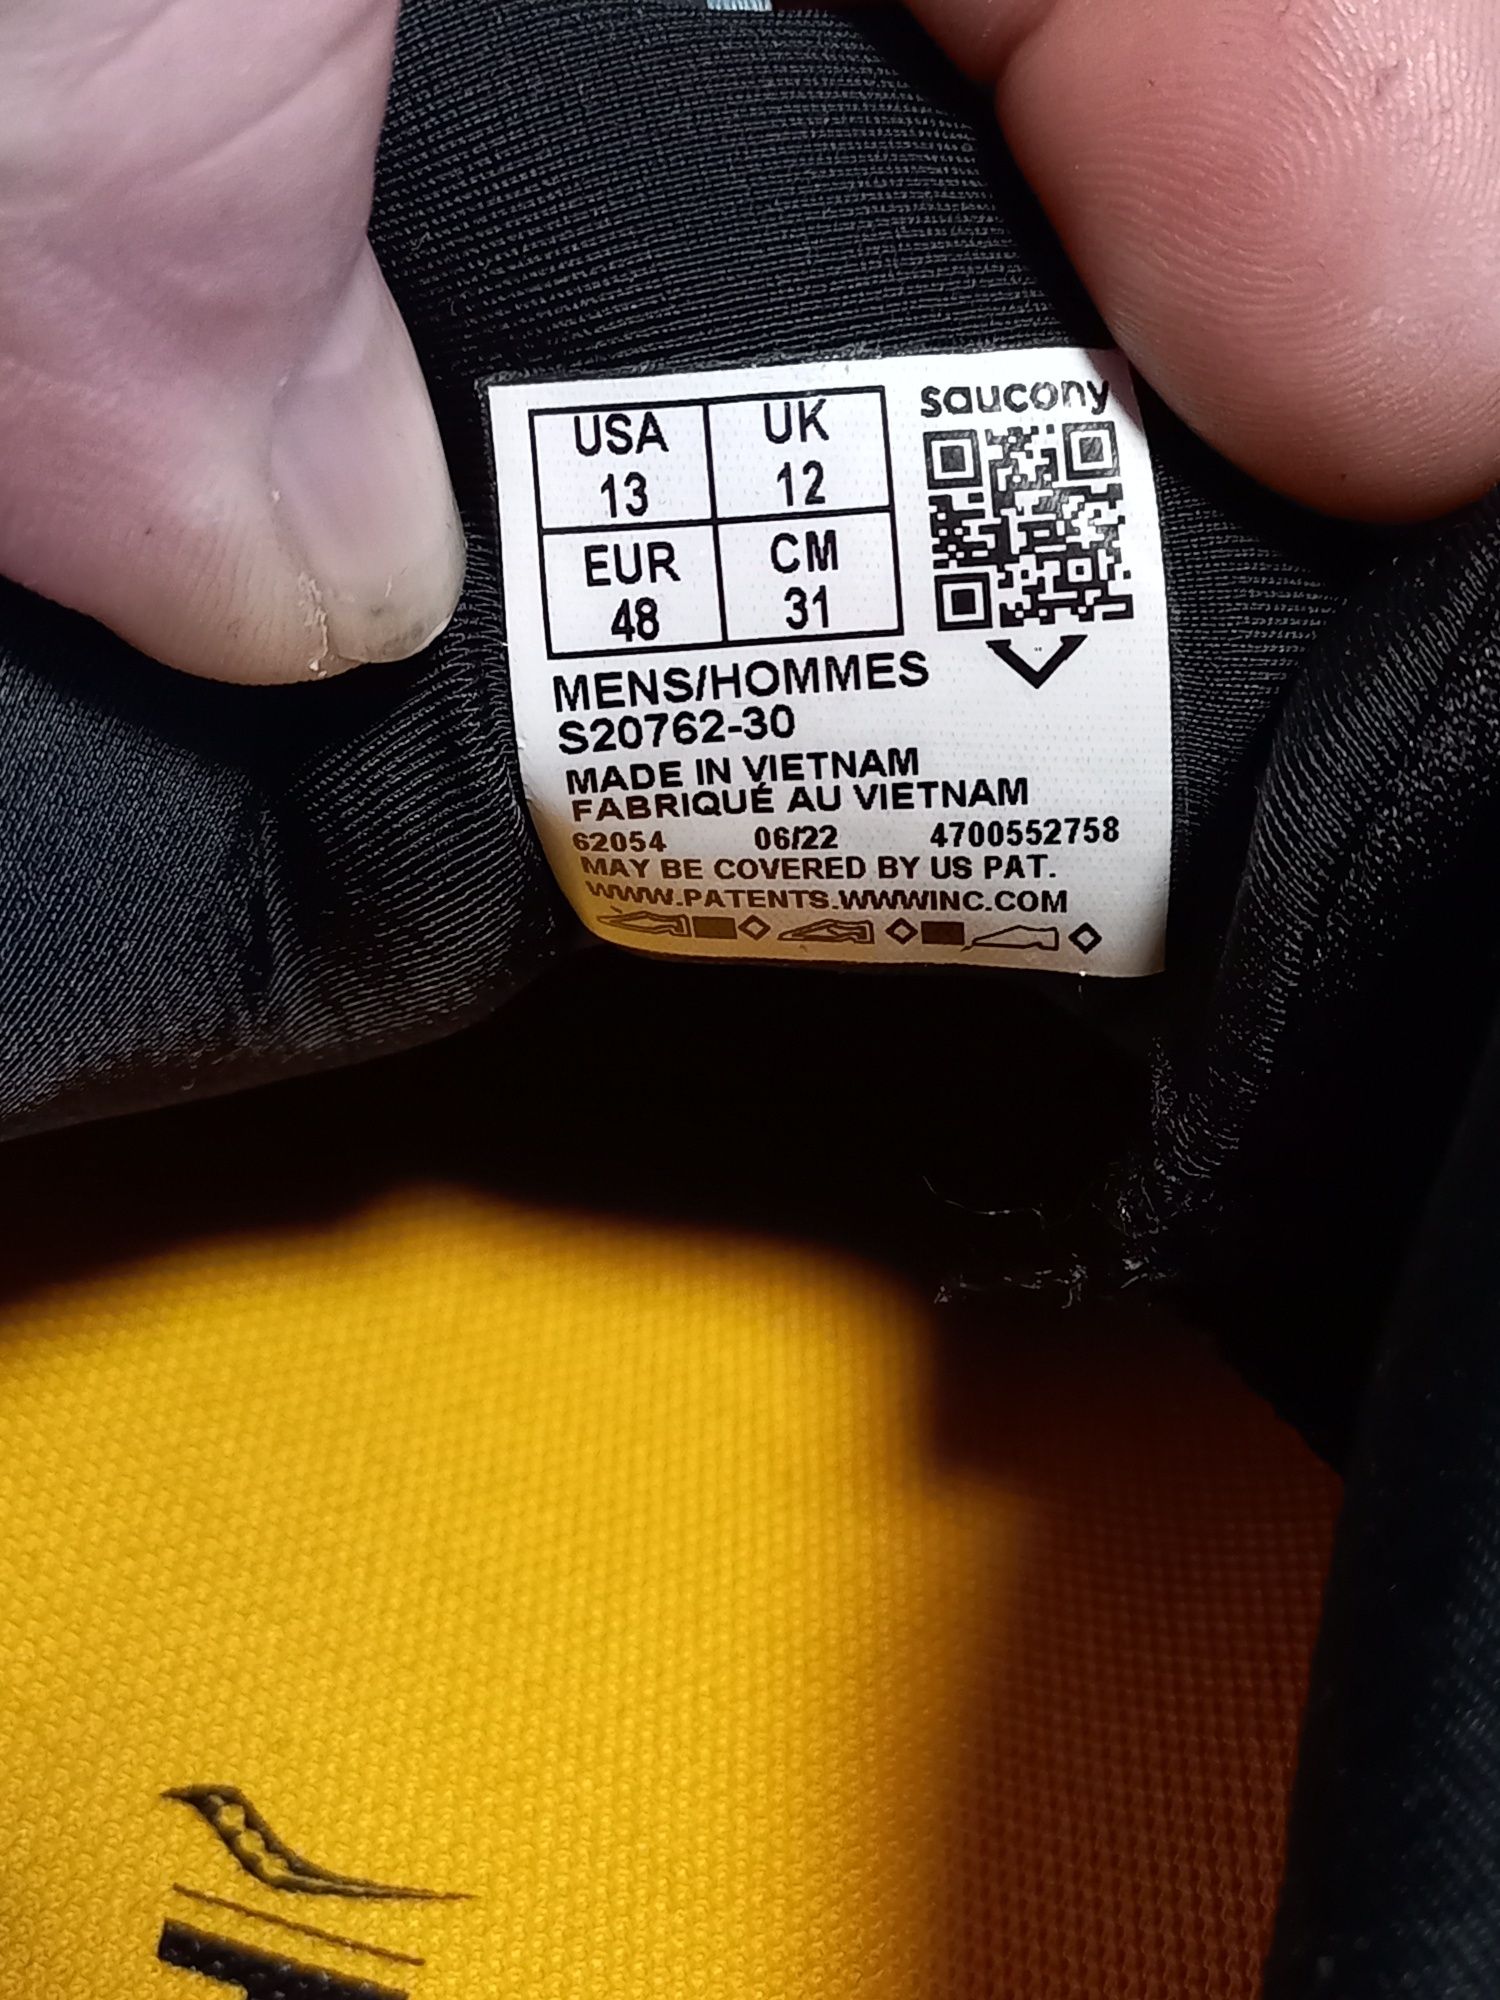 saucony
USA 13
UK 12
EUR 48
CM 31
MENS/HOMMES
S20762-30
MADE IN VIETNAM
FABRIQUÉ AU VIETNAM
62054 06/22 4700552758
MAY BE COVERED BY US PAT.
WWW.PATENTS.WWWINC.COM